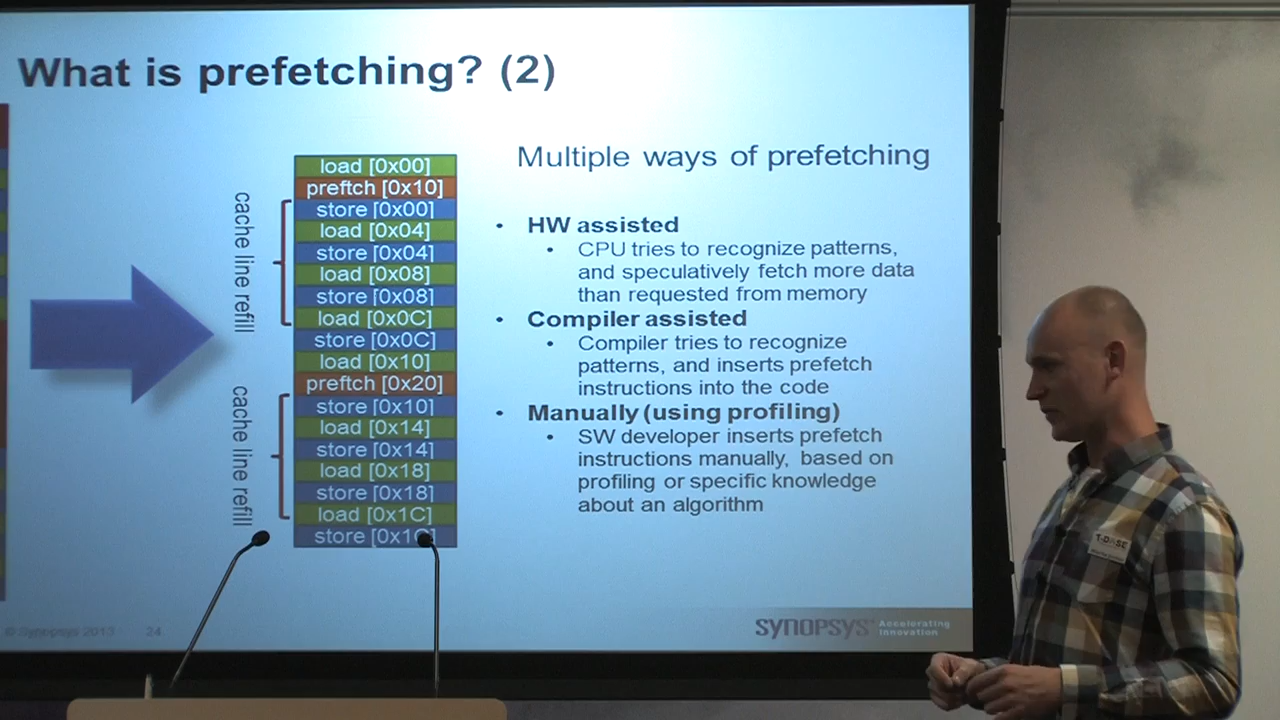 What is prefetching? (2)
cache line refill
cache line refill
load [0x00]
preftch [0x10]
store [0x00]
load [0x04]
store [0x04]
load [0x08]
store [0x08]
load [0x0C]
store [0x0C]
load [0x10]
preftch [0x20]
store [0x10]
load [0x14]
store [0x14]
load [0x18]
store [0x18]
load [0x1C]
store [0x1C]
Multiple ways of prefetching
• HW assisted
• CPU tries to recognize patterns,
and speculatively fetch more data
than requested from memory
• Compiler assisted
• Compiler tries to recognize
patterns, and inserts prefetch
instructions into the code
• Manually (using profiling)
• SW developer inserts prefetch
instructions manually, based on
profiling or specific knowledge
about an algorithm
© Synopsys 2013 24
SYNOPSYS
Accelerating
Innovation
T-DOSE